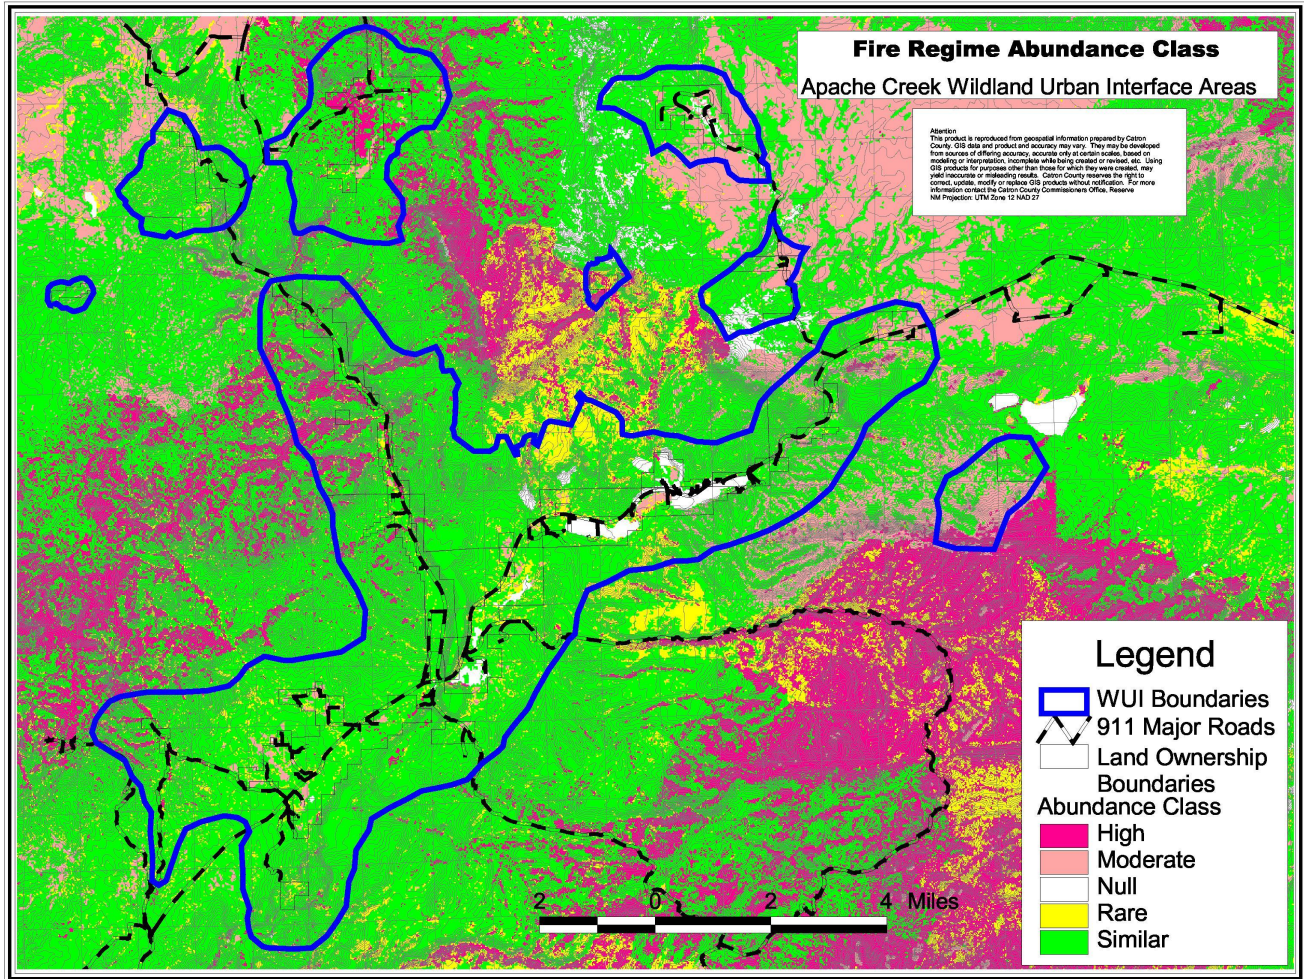 Fire Regime Abundance Class
Apache Creek Wildland Urban Interface Areas
Attention
This product is reproduced from geospatial information prepared by Catron
County. GIS data and product and accuracy may vary. They may be developed
from sources of differing accuracy, accurate only at certain scales, based on
modeling or interpretation, incomplete while being created or revised, etc. Using
GIS products for purposes other than those for which they were created, may
yield inaccurate or misleading results. Catron County reserves the right to
correct, update, modify or replace GIS products without notification. For more
information contact the Catron County Commissioners Office, Reserve
NM Projection: UTM Zone 12 NAD 27
Legend
WUI Boundaries
911 Major Roads
Land Ownership
Boundaries
Abundance Class
High
Moderate
Null
Rare
Similar
2 0 2 4 Miles